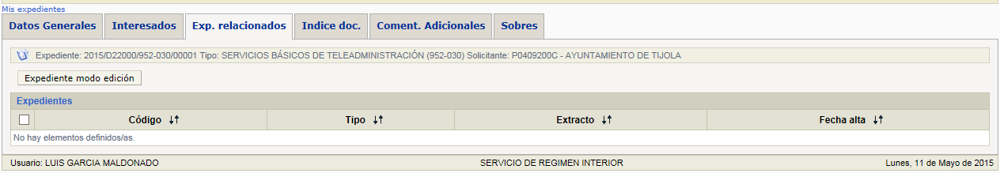 Mis expedientes
Datos Generales Interesados Exp. relacionados Indice doc. Coment. Adicionales Sobres
Expediente: 2015/D22000/952-030/00001 Tipo: SERVICIOS BÁSICOS DE TELEADMINISTRACIÓN (952-030) Solicitante: P0409200C - AYUNTAMIENTO DE TIJOLA
Expediente modo edición
Expedientes
Código Tipo Extracto Fecha alta
No hay elementos definidos/as.
Usuario: LUIS GARCIA MALDONADO SERVICIO DE REGIMEN INTERIOR Lunes, 11 de Mayo de 2015